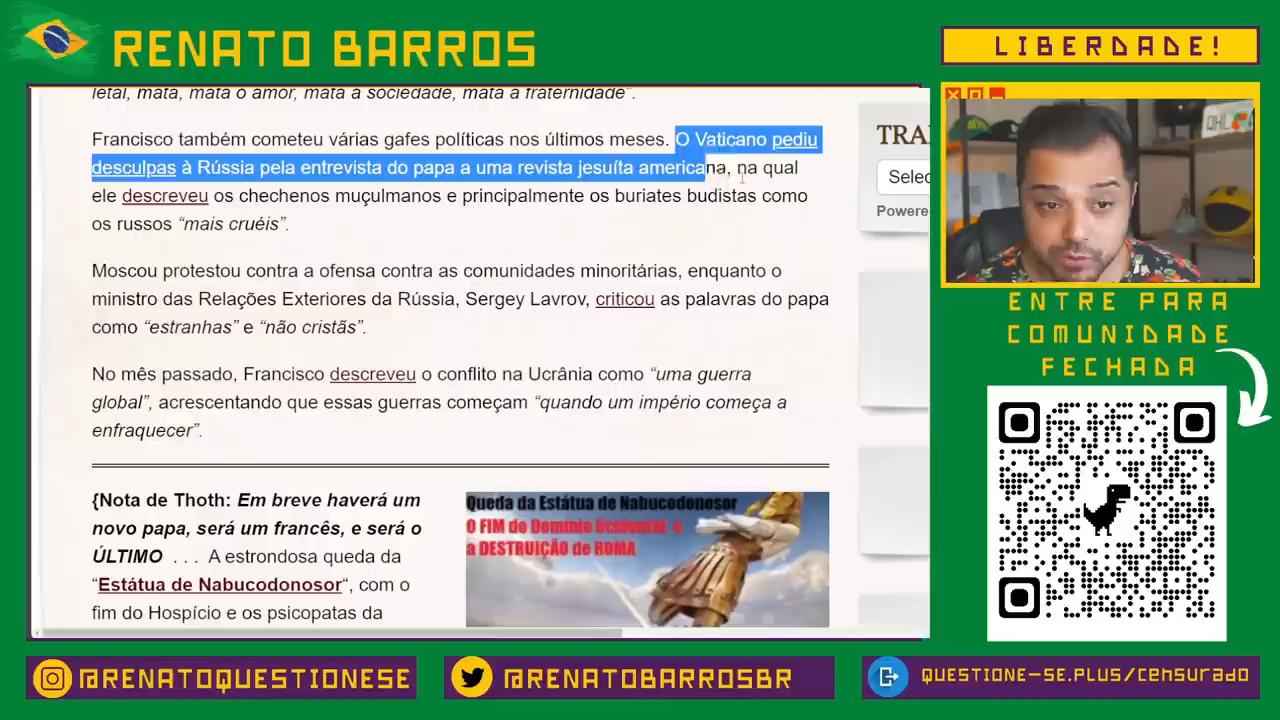 RENATO BARROS
LIBERDADE!
letal, mata, mata o amor, mata a sociedade, mata a fraternidade”.
Francisco também cometeu várias gafes políticas nos últimos meses. O Vaticano pediu
desculpas à Rússia pela entrevista do papa a uma revista jesuíta americana, na qual
ele descreveu os chechenos muçulmanos e principalmente os buriates budistas como
os russos “mais cruéis”.
Moscou protestou contra a ofensa contra as comunidades minoritárias, enquanto o
ministro das Relações Exteriores da Rússia, Sergey Lavrov, criticou as palavras do papa
como “estranhas” e “não cristãs”.
No mês passado, Francisco descreveu o conflito na Ucrânia como “uma guerra
global”, acrescentando que essas guerras começam “quando um império começa a
enfraquecer”.
{Nota de Thoth: Em breve haverá um
novo papa, será um francês, e será o
ÚLTIMO . . . A estrondosa queda da
“Estátua de Nabucodonosor“, com o
fim do Hospício e os psicopatas da
Queda da Estátua de Nabucodonosor
O FIM do Domínio Ocidental e
a DESTRUIÇÃO de ROMA
TRA
Selec
Powere
ENTRE PARA
COMUNIDADE
FECHADA
@RENATOQUESTIONESE
@RENATOBARROSBR
QUESTIONE-SE.PLUS/CENSURADO